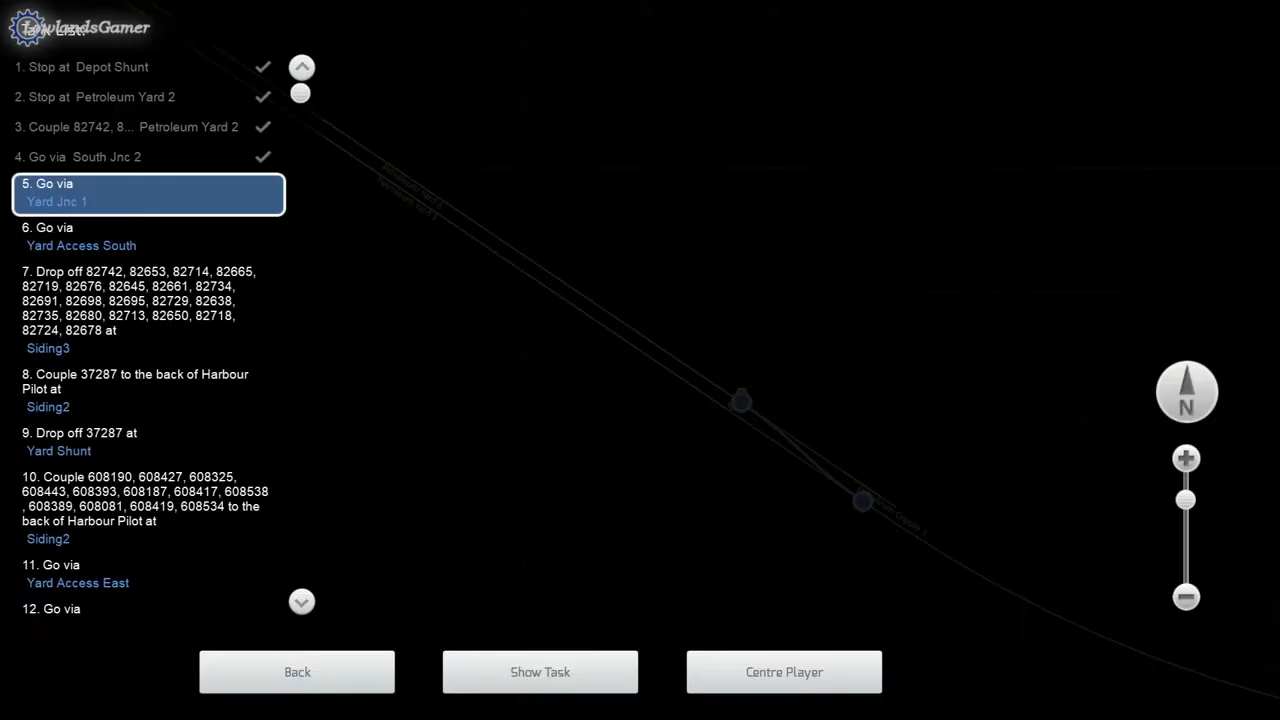 LowlandsGamer
Task List:
1. Stop at Depot Shunt
2. Stop at Petroleum Yard 2
3. Couple 82742, 8... Petroleum Yard 2
4. Go via South Jnc 2
5. Go via
Yard Jnc 1
6. Go via
Yard Access South
7. Drop off 82742, 82653, 82714, 82665,
82719, 82676, 82645, 82661, 82734,
82691, 82698, 82695, 82729, 82638,
82735, 82680, 82713, 82650, 82718,
82724, 82678 at
Siding3
8. Couple 37287 to the back of Harbour
Pilot at
Siding2
9. Drop off 37287 at
Yard Shunt
10. Couple 608190, 608427, 608325,
608443, 608393, 608187, 608417, 608538
, 608389, 608081, 608419, 608534 to the
back of Harbour Pilot at
Siding2
11. Go via
Yard Access East
12. Go via
N
Back
Show Task
Centre Player